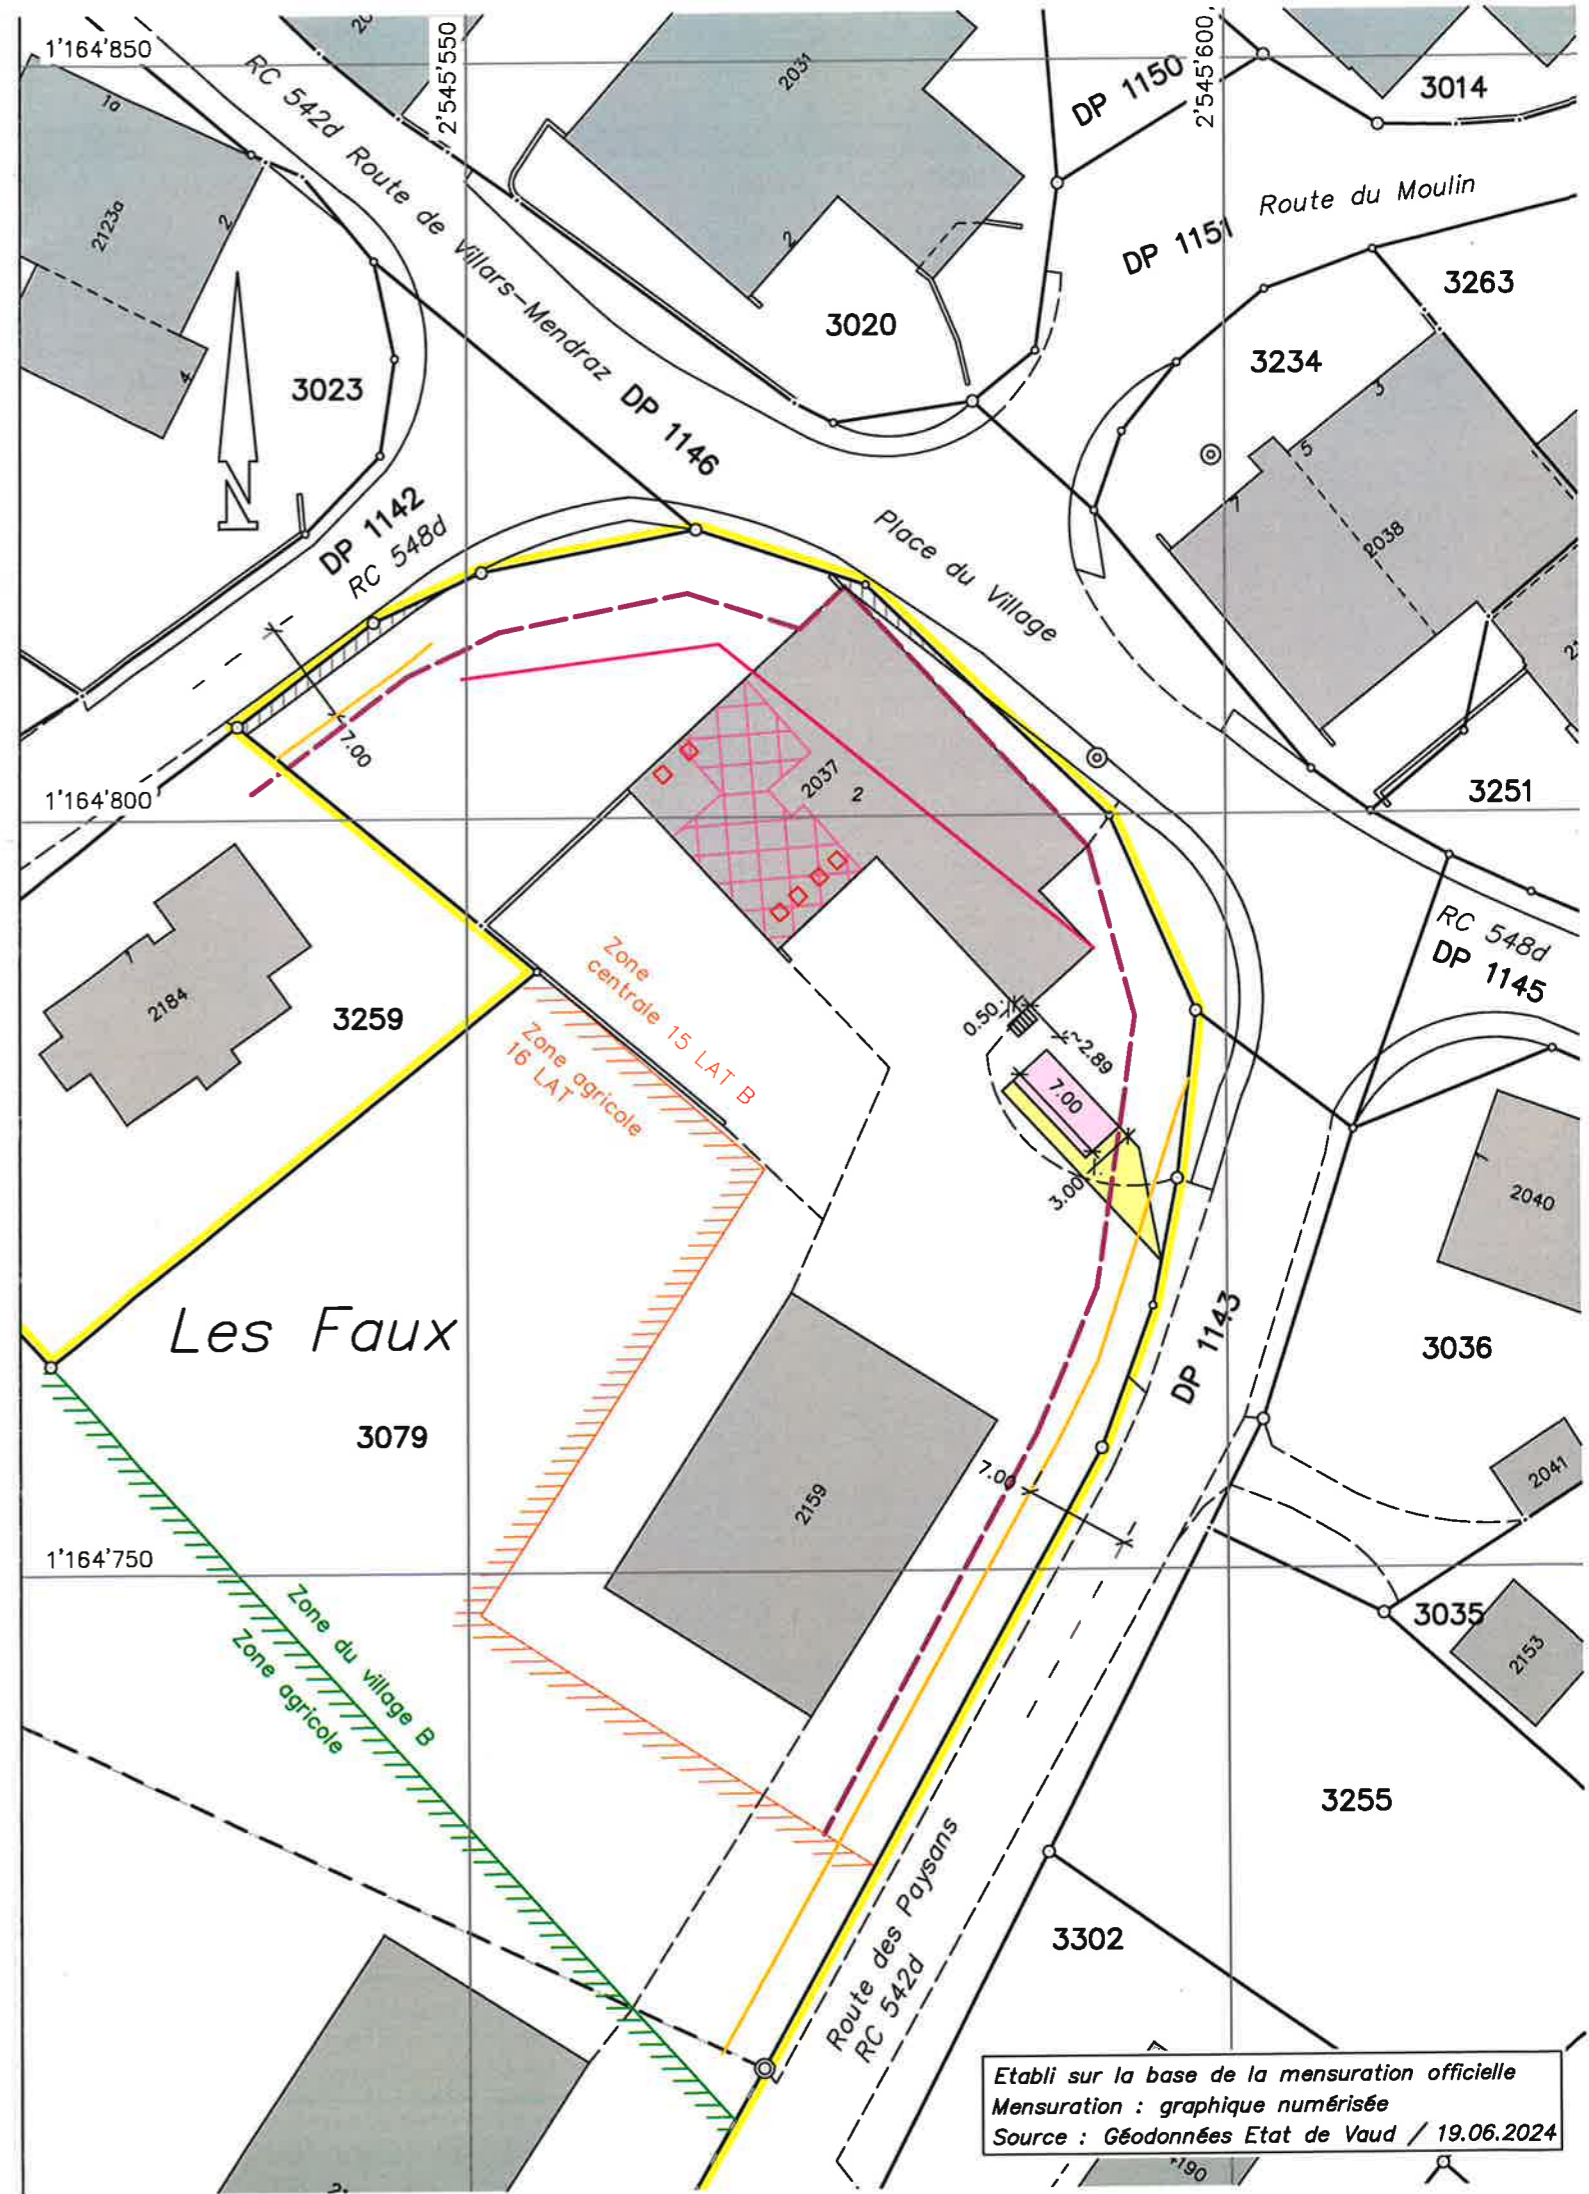 1'164'850
2'545'550
2'545'600
2031
DP 1150
3014
1a
RC 542d Route de Villars-Mendraz DP 1146
Route du Moulin
DP 1151
2123a
2
2
3263
3020
3234
3
4
3023
5
7
2038
DP 1142
RC 548d
Place du Village
7.00
1'164'800
2037
2
3251
RC 548d
DP 1145
Zone
centrale 15 LAT B
Zone agricole
16 LAT
1
2184
3259
0.50
~2.89
7.00
3.00
1
2040
Les Faux
DP 1143
3036
3079
7.00
2041
2159
1'164'750
Zone du village B
Zone agricole
3035
2153
3255
Route des Paysans
RC 542d
3302
N
Etabli sur la base de la mensuration officielle
Mensuration : graphique numérisée
Source : Géodonnées Etat de Vaud / 19.06.2024